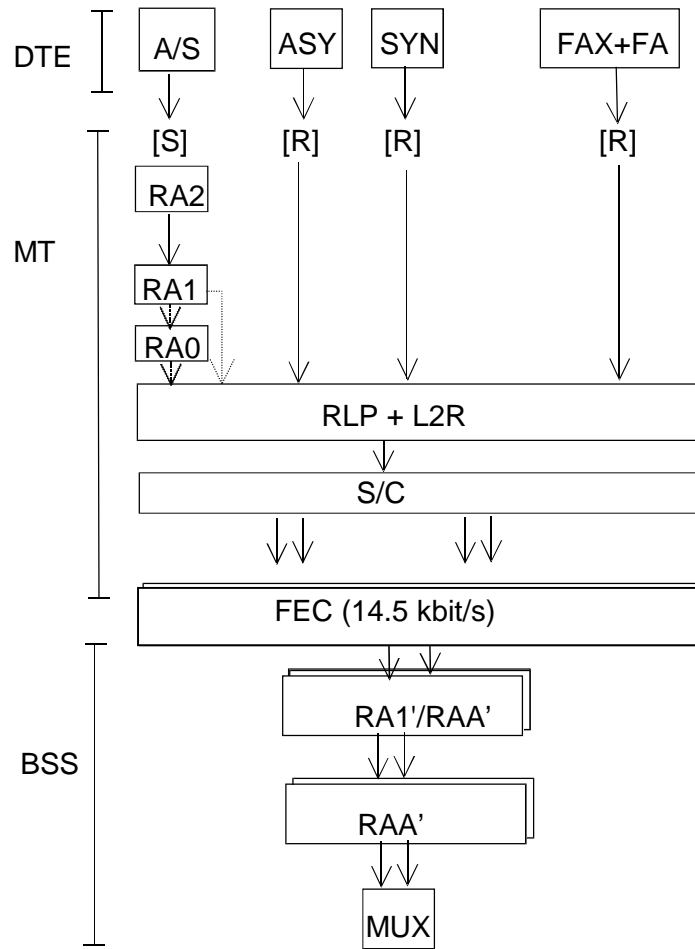 DTE
A/S
ASY
SYN
FAX+FA
[S]
[R]
[R]
[R]
MT
RA2
RA1
RA0
RLP + L2R
S/C
FEC (14.5 kbit/s)
BSS
RA1'/RAA’
RAA’
MUX